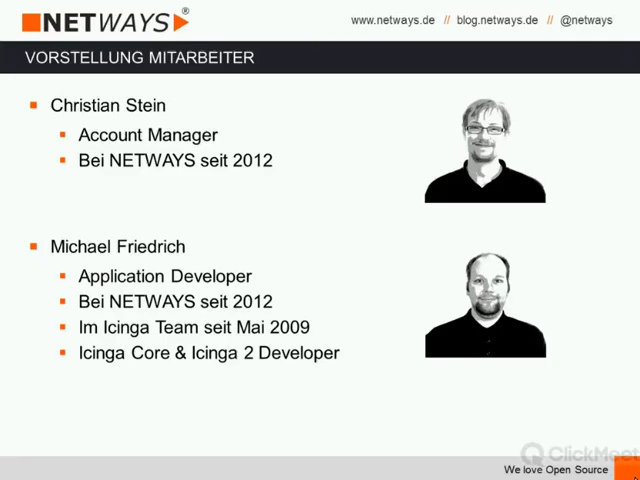 NETWAYS®
www.netways.de // blog.netways.de // @netways
VORSTELLUNG MITARBEITER
Christian Stein
Account Manager
Bei NETWAYS seit 2012
Michael Friedrich
Application Developer
Bei NETWAYS seit 2012
Im Icinga Team seit Mai 2009
Icinga Core & Icinga 2 Developer
ClickMeet
We love Open Source